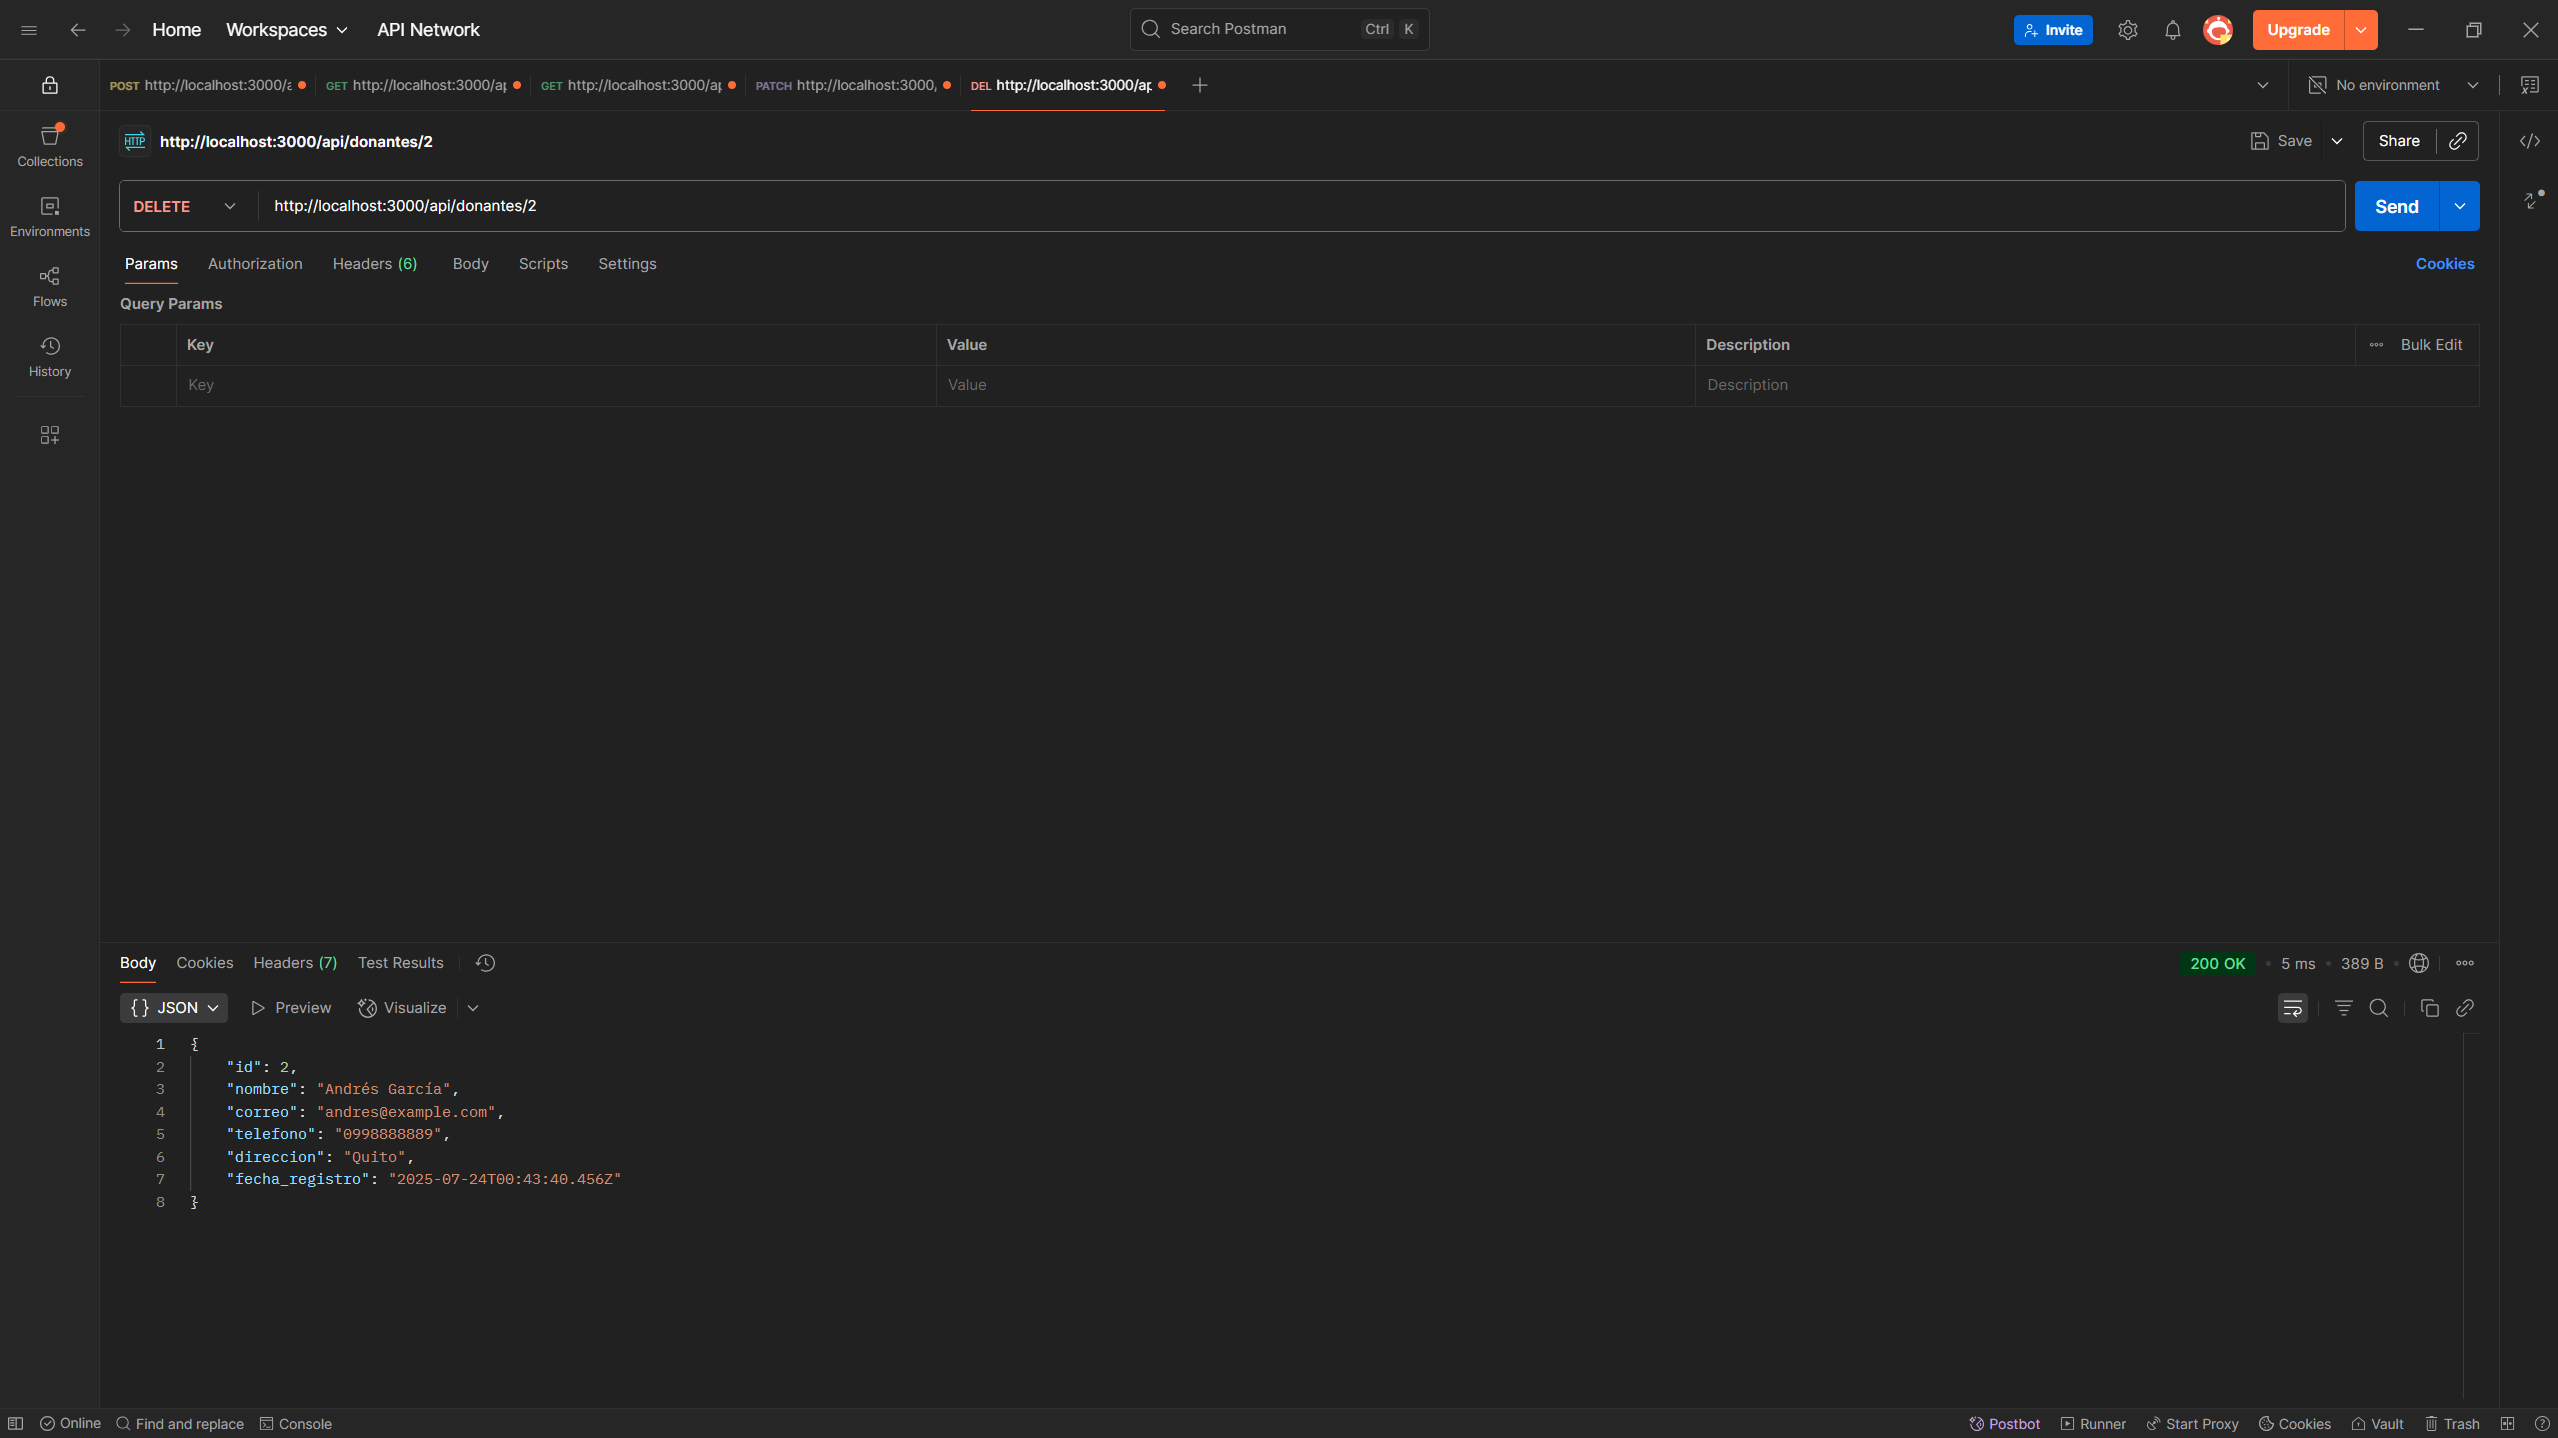 Home Workspaces API Network Search Postman Ctrl K Invite Upgrade
POST http://localhost:3000/a GET http://localhost:3000/ap GET http://localhost:3000/ap PATCH http://localhost:3000, DEL http://localhost:3000/ap No environment
HTTP http://localhost:3000/api/donantes/2 Save Share
Collections
DELETE http://localhost:3000/api/donantes/2 Send
Environments
Params Authorization Headers (6) Body Scripts Settings Cookies
Flows
Query Params
Key Value Description Bulk Edit
History
Key Value Description
Body Cookies Headers (7) Test Results 200 OK 5 ms 389 B
{} JSON Preview Visualize
1 {
2 "id": 2,
3 "nombre": "Andrés García",
4 "correo": "andres@example.com",
5 "telefono": "0998888889",
6 "direccion": "Quito",
7 "fecha_registro": "2025-07-24T00:43:40.456Z"
8 }
Online Find and replace Console Postbot Runner Start Proxy Cookies Vault Trash